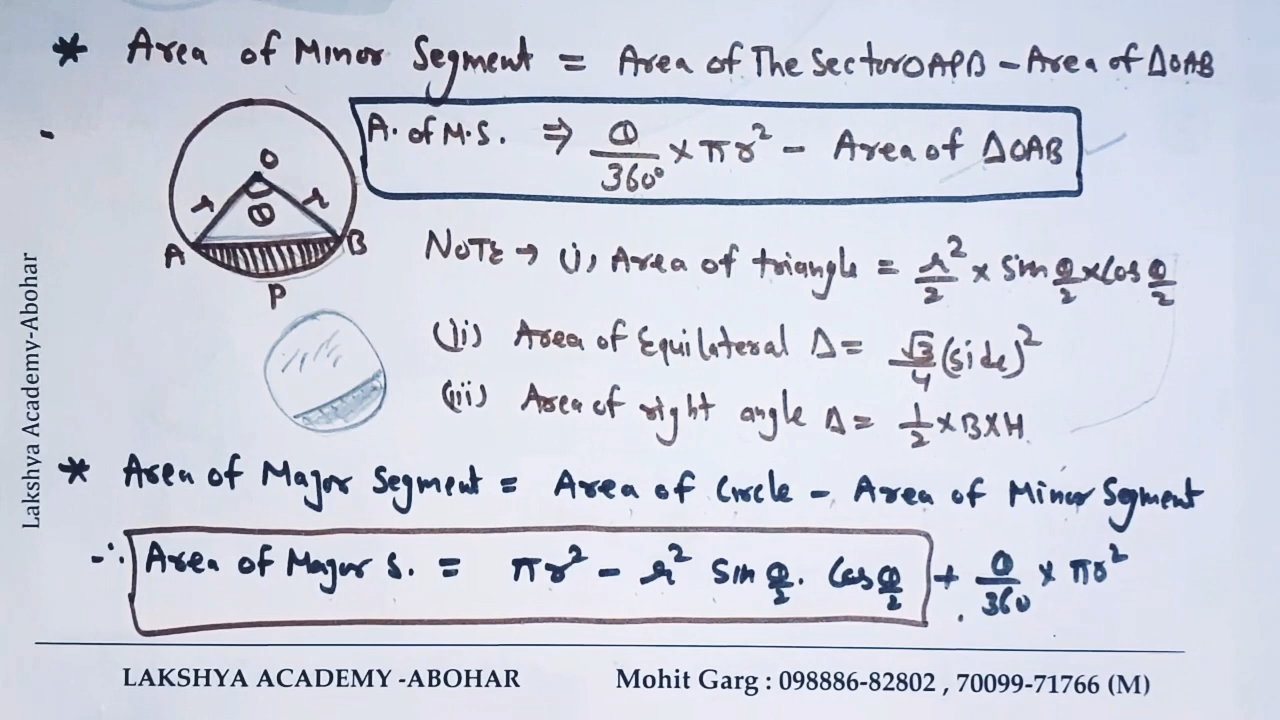 * Area of Minor Segment = Area of The Sector OAPB - Area of ΔOAB
A. of M.S. ⇒ θ/360° × πr² - Area of ΔOAB
O
r θ r
A B
P
NOTE → (i) Area of triangle = r²/2 × Sin θ/2 × Cos θ/2
(ii) Area of Equilateral Δ = √3/4 (side)²
(iii) Area of right angle Δ = 1/2 × B × H
* Area of Major Segment = Area of Circle - Area of Minor Segment
∴ Area of Major S. = πr² - r² Sin θ/2 . Cos θ/2 + θ/360 × πr²
Lakshya Academy-Abohar
LAKSHYA ACADEMY -ABOHAR Mohit Garg : 098886-82802 , 70099-71766 (M)